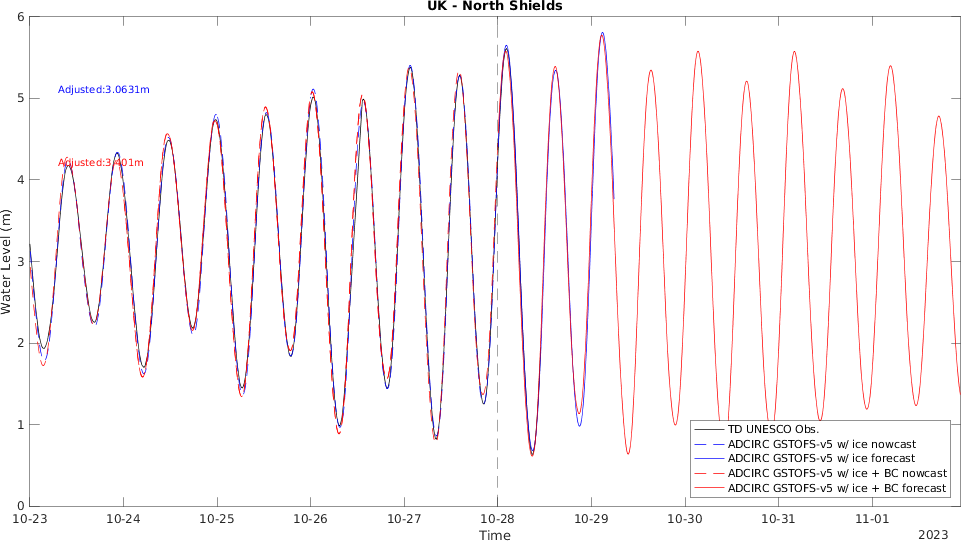 UK - North Shields
6
5
4
3
2
1
0
Water Level (m)
Adjusted:3.0631m
Adjusted:3.401m
TD UNESCO Obs.
ADCIRC GSTOFS-v5 w/ ice nowcast
ADCIRC GSTOFS-v5 w/ ice forecast
ADCIRC GSTOFS-v5 w/ ice + BC nowcast
ADCIRC GSTOFS-v5 w/ ice + BC forecast
10-23 10-24 10-25 10-26 10-27 10-28 10-29 10-30 10-31 11-01
Time
2023